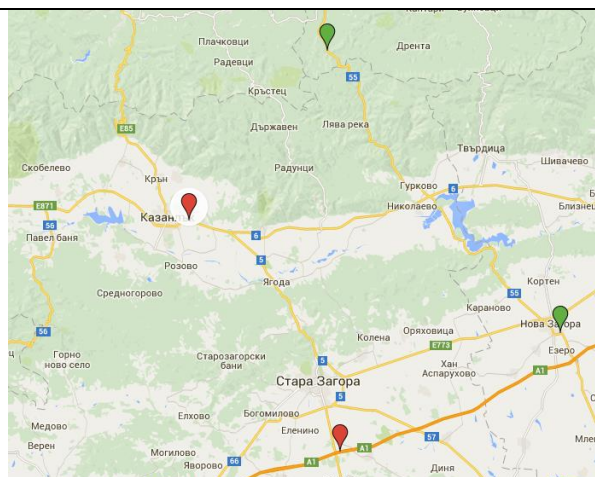 Плачковци
Дрента
Радевци
55
Кръстец
Държавен
Лява река
E85
Твърдица
Скобелево
Радунци
Шивачево
Крън
Гурково
6
E871
Николаево
Казан
56
6
Павел баня
5
Розово
Ягода
Кортен
Средногорово
55
Караново
56
Нова Загора
Оряховица
Колена
E773
Езеро
Горно
ново село
Старозагорски
бани
5
Хан
Аспарухово
A1
Стара Загора
5
Елхово
Богомилово
Медово
Еленино
57
Верен
A1
Могилово
Яворово
66
A1
Диня